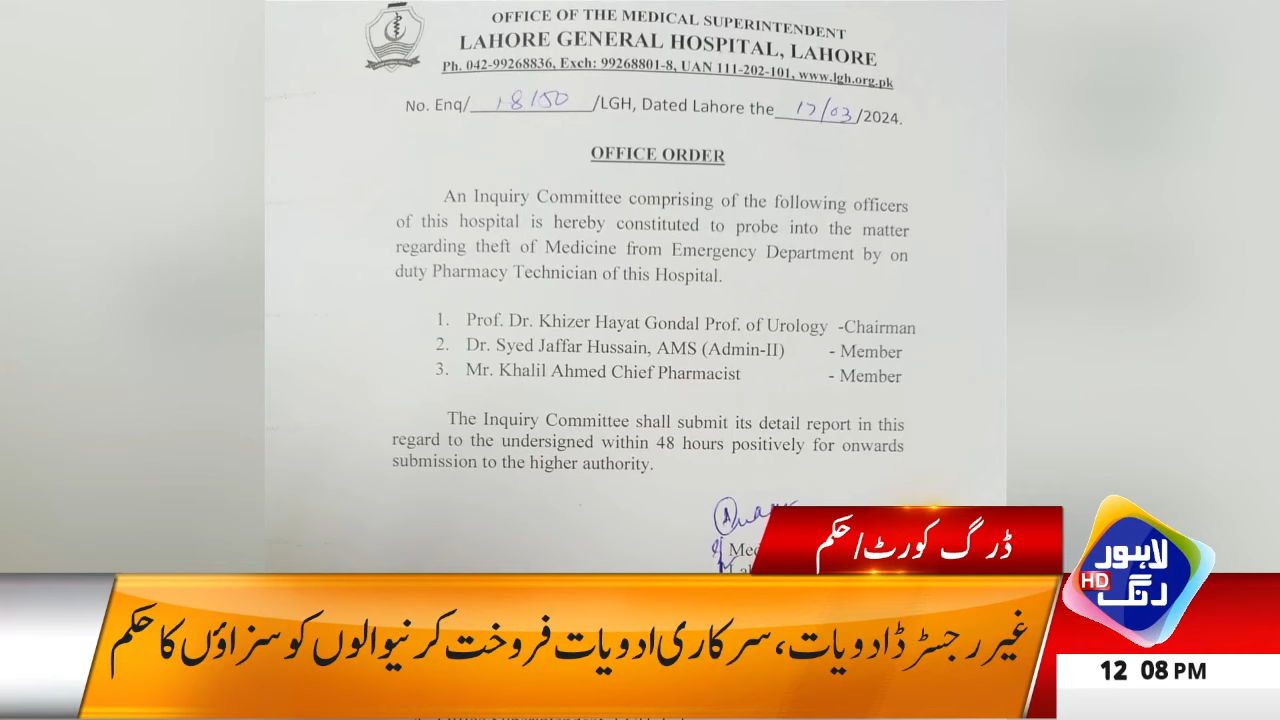 OFFICE OF THE MEDICAL SUPERINTENDENT
LAHORE GENERAL HOSPITAL, LAHORE
Ph. 042-99268836, Exch: 99268801-8, UAN 111-202-101, www.lgh.org.pk
No. Enq/ 18150 /LGH, Dated Lahore the 17/03/2024.
OFFICE ORDER
An Inquiry Committee comprising of the following officers
of this hospital is hereby constituted to probe into the matter
regarding theft of Medicine from Emergency Department by on
duty Pharmacy Technician of this Hospital.
1. Prof. Dr. Khizer Hayat Gondal Prof. of Urology -Chairman
2. Dr. Syed Jaffar Hussain, AMS (Admin-II) - Member
3. Mr. Khalil Ahmed Chief Pharmacist - Member
The Inquiry Committee shall submit its detail report in this
regard to the undersigned within 48 hours positively for onwards
submission to the higher authority.
ڈرگ کورٹ/حکم
لاہور
HD رنگ
غیر رجسٹرڈ ادویات، سرکاری ادویات فروخت کرنیوالوں کو سزاؤں کا حکم
12 08 PM